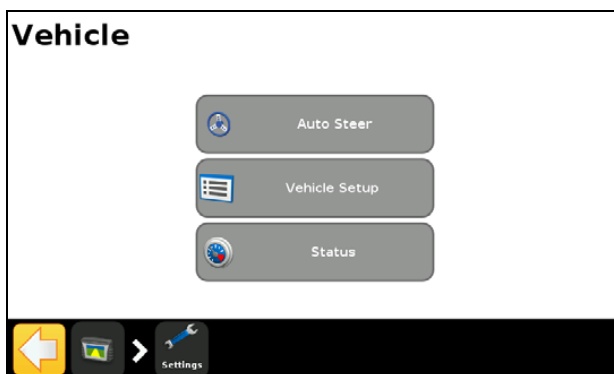 Vehicle
Auto Steer
Vehicle Setup
Status
Settings